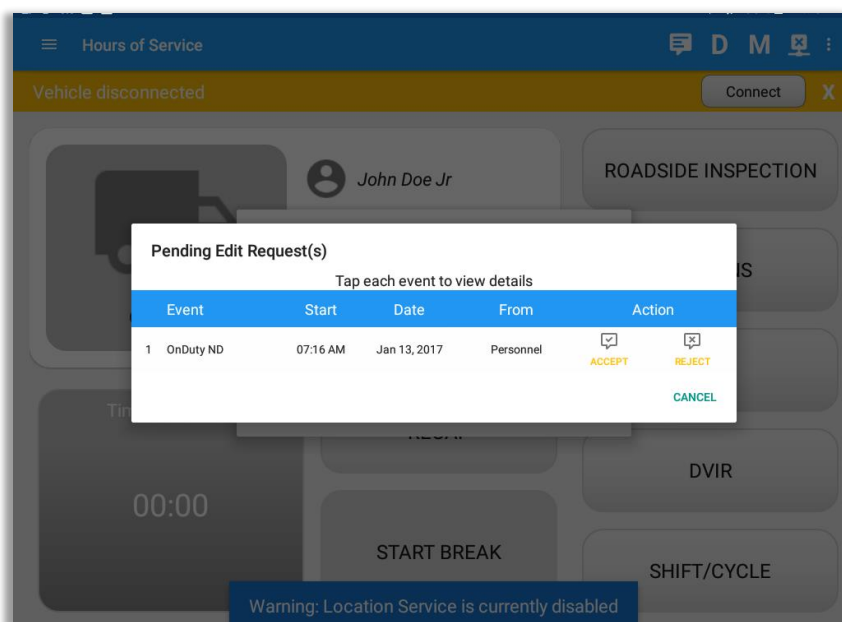 Hours of Service
D M
Vehicle disconnected
Connect X
John Doe Jr
ROADSIDE INSPECTION
Pending Edit Request(s)
Tap each event to view details
Event Start Date From Action
1 OnDuty ND 07:16 AM Jan 13, 2017 Personnel
ACCEPT REJECT
CANCEL
DVIR
00:00
START BREAK
SHIFT/CYCLE
Warning: Location Service is currently disabled